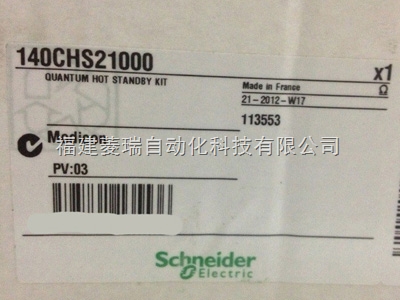 140CHS21000
x1
QUANTUM HOT STANDBY KIT
Made in France
Ω
21-2012-W17
113553
Modicon
福建菱瑞自动化科技有限公司
PV:03
Schneider
Electric